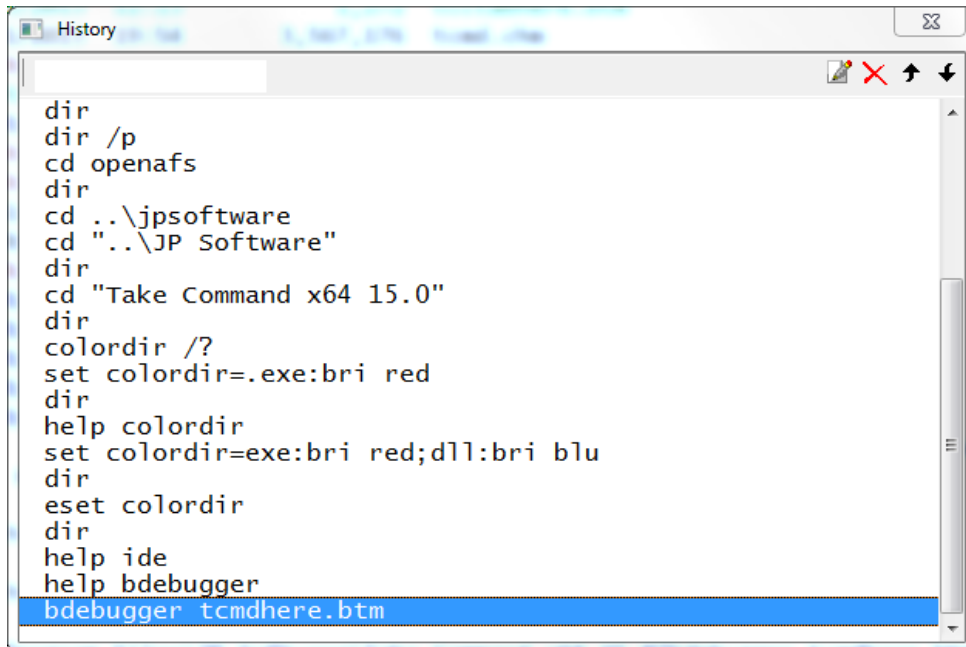 History
dir
dir /p
cd openafs
dir
cd ..\jpsoftware
cd "..\JP Software"
dir
cd "Take Command x64 15.0"
dir
colordir /?
set colordir=.exe:bri red
dir
help colordir
set colordir=exe:bri red;dll:bri blu
dir
eset colordir
dir
help ide
help bdebugger
bdebugger tcmdhere.btm